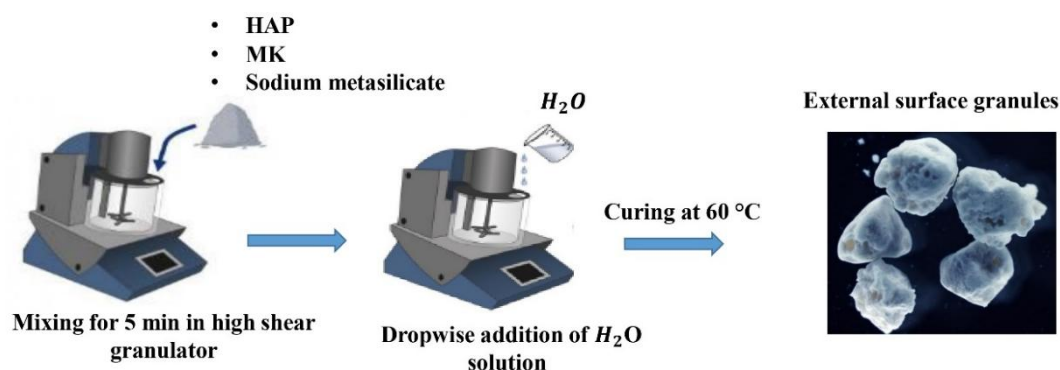 • HAP
• MK
• Sodium metasilicate
H₂O
External surface granules
Curing at 60 °C
Mixing for 5 min in high shear
granulator
Dropwise addition of H₂O
solution